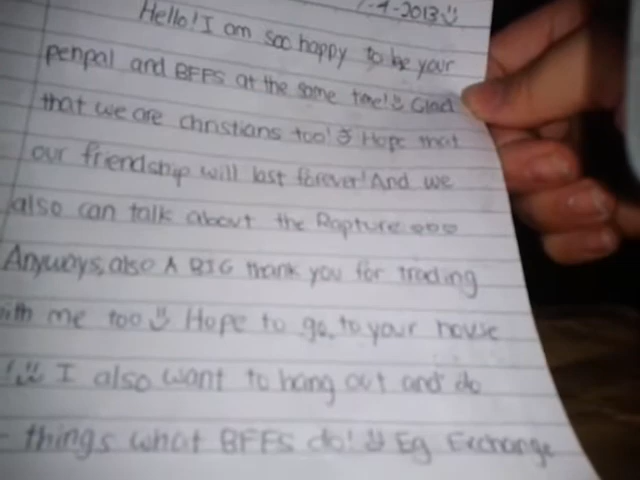 -4-2013
Hello! I am soo happy to be your
penpal and BFFS at the same time! Glad
that we are christians too! Hope that
our friendship will last forever! And we
also can talk about the Rapture
Anyways, also A BIG thank you for trading
with me too Hope to go, to your house
! I also want to hang out and do
things what BFFS do! Eg Exchange